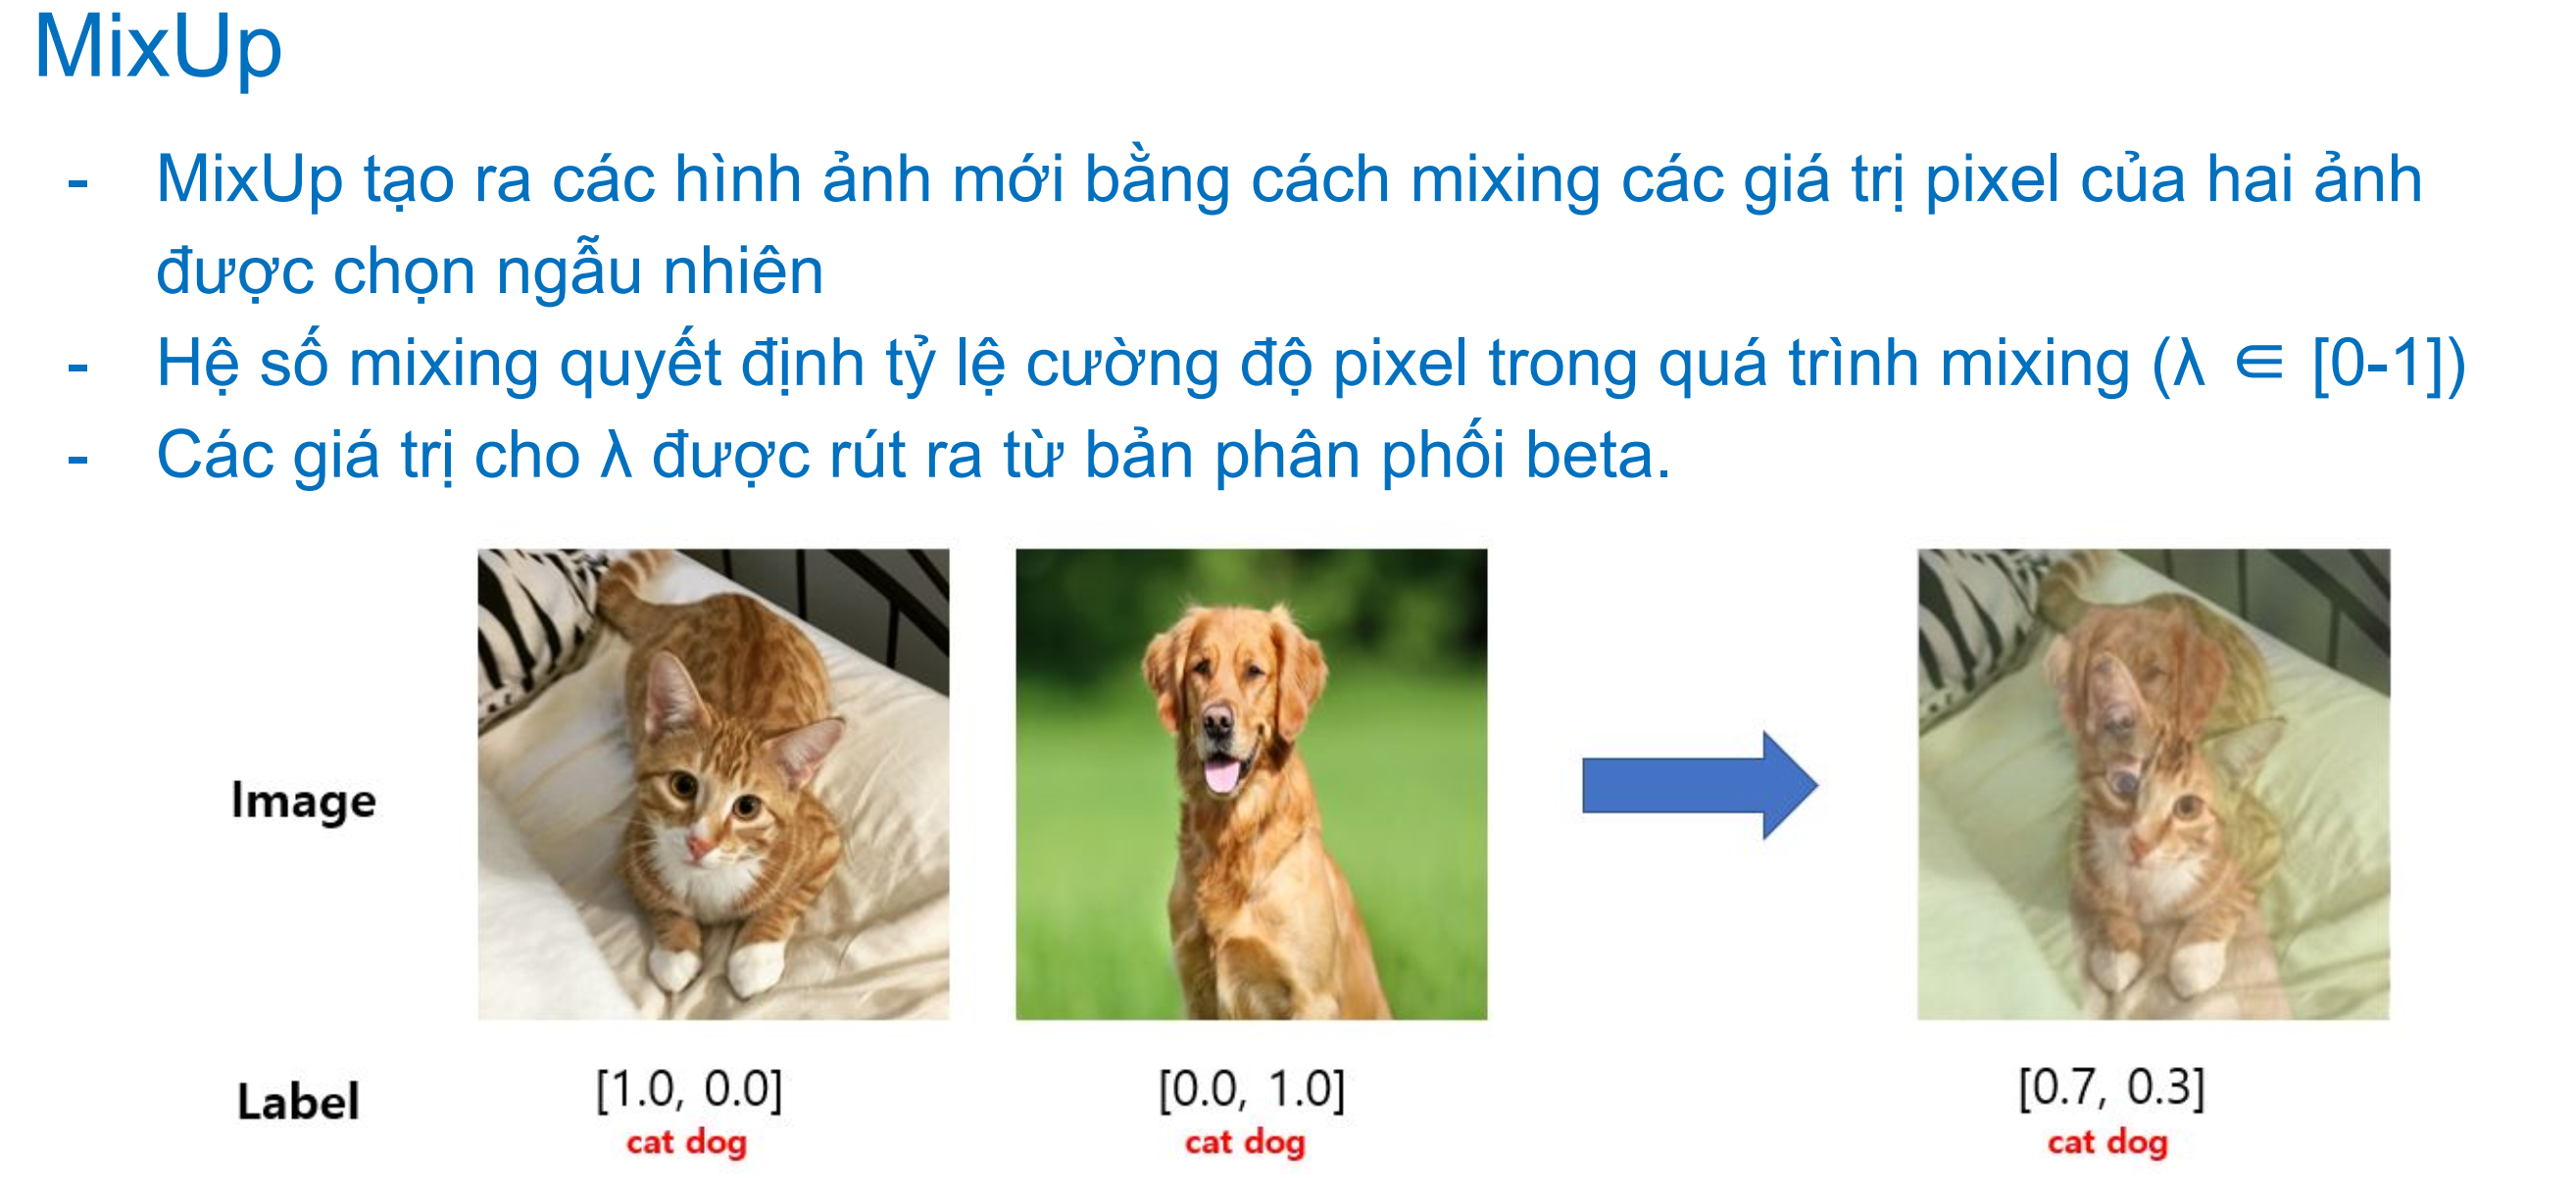 MixUp
- MixUp tạo ra các hình ảnh mới bằng cách mixing các giá trị pixel của hai ảnh
được chọn ngẫu nhiên
- Hệ số mixing quyết định tỷ lệ cường độ pixel trong quá trình mixing (λ ∈ [0-1])
- Các giá trị cho λ được rút ra từ bản phân phối beta.
Image
Label [1.0, 0.0] [0.0, 1.0] [0.7, 0.3]
cat dog cat dog cat dog